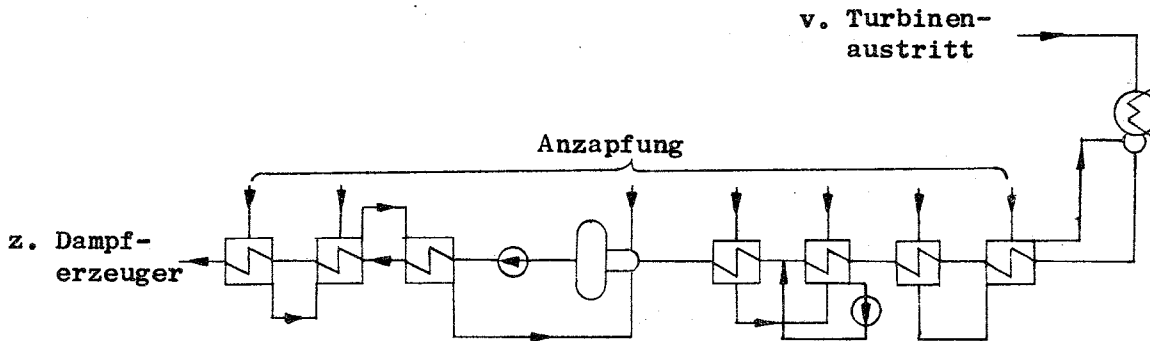 v. Turbinen-
austritt
Anzapfung
z. Dampf-
erzeuger